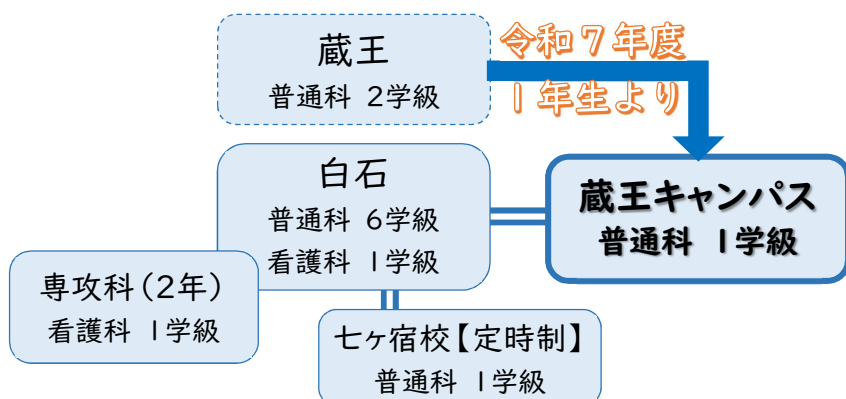 蔵王
普通科 2学級
令和7年度
1年生より
白石
普通科 6学級
看護科 1学級
蔵王キャンパス
普通科 1学級
専攻科(2年)
看護科 1学級
七ヶ宿校【定時制】
普通科 1学級